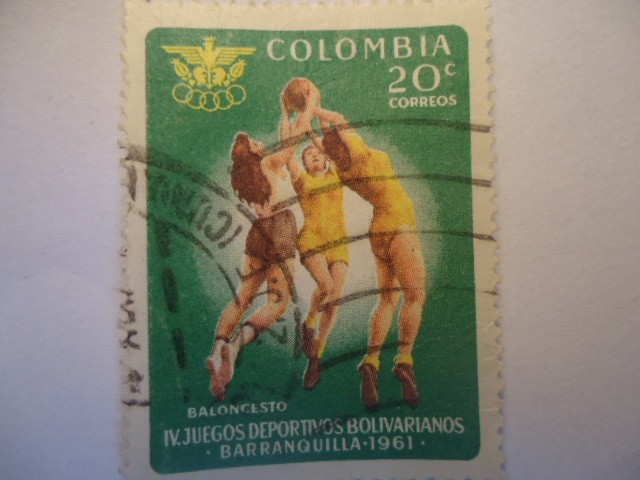 COLOMBIA
20c
CORREOS
BALONCESTO
IV. JUEGOS DEPORTIVOS BOLIVARIANOS
· BARRANQUILLA · 1961 ·